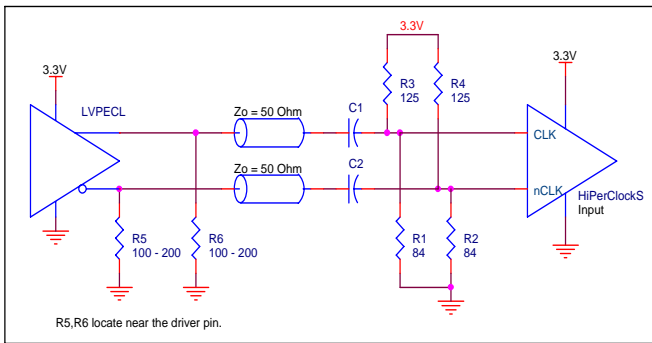 3.3V
3.3V
3.3V
R3
125
R4
125
LVPECL
Zo = 50 Ohm
C1
CLK
Zo = 50 Ohm
C2
nCLK
HiPerClockS
Input
R5
100 - 200
R6
100 - 200
R1
84
R2
84
R5,R6 locate near the driver pin.